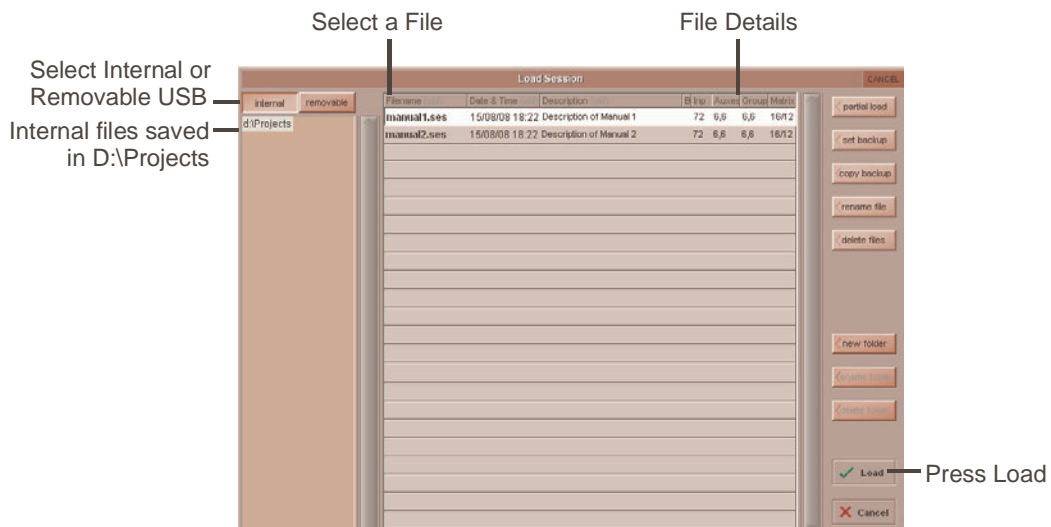 Select a File
File Details
Select Internal or
Removable USB
Internal files saved
in D:\Projects
Press Load
Load Session
CANCEL
internal
removable
d:\Projects
Filename Date & Time Description B Inp Auxes Group Matrix
manual1.ses 15/08/08 18:22 Description of Manual 1 72 6,6 6,6 16/12
manual2.ses 15/08/08 18:22 Description of Manual 2 72 6,6 6,6 16/12
partial load
set backup
copy backup
rename file
delete files
new folder
rename folder
delete folder
Load
Cancel